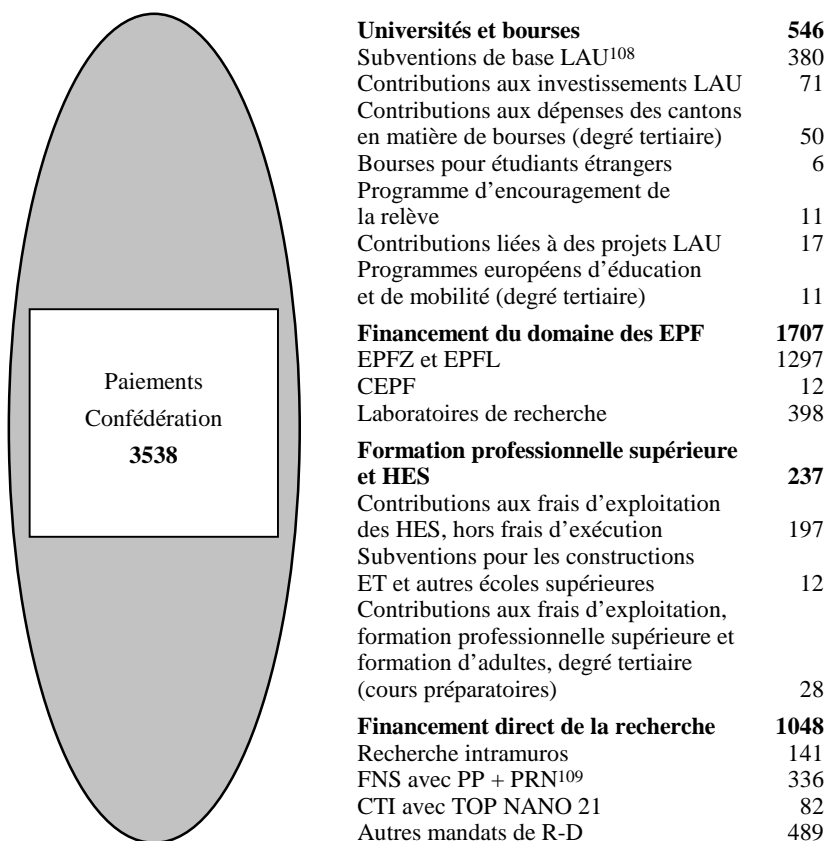 Paiements
Confédération
3538
Universités et bourses 546
Subventions de base LAU108 380
Contributions aux investissements LAU 71
Contributions aux dépenses des cantons
en matière de bourses (degré tertiaire) 50
Bourses pour étudiants étrangers 6
Programme d’encouragement de
la relève 11
Contributions liées à des projets LAU 17
Programmes européens d’éducation
et de mobilité (degré tertiaire) 11
Financement du domaine des EPF 1707
EPFZ et EPFL 1297
CEPF 12
Laboratoires de recherche 398
Formation professionnelle supérieure
et HES 237
Contributions aux frais d’exploitation
des HES, hors frais d’exécution 197
Subventions pour les constructions
ET et autres écoles supérieures 12
Contributions aux frais d’exploitation,
formation professionnelle supérieure et
formation d’adultes, degré tertiaire
(cours préparatoires) 28
Financement direct de la recherche 1048
Recherche intramuros 141
FNS avec PP + PRN109 336
CTI avec TOP NANO 21 82
Autres mandats de R-D 489